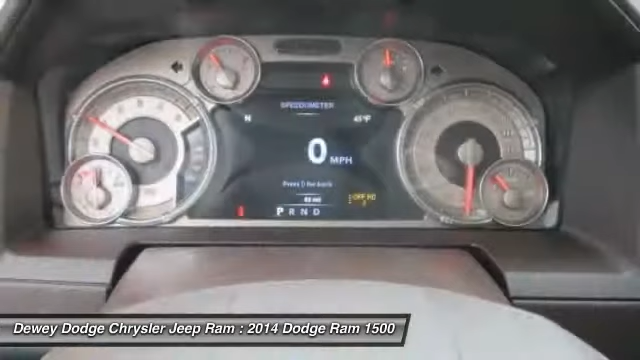 SPEEDOMETER
N 45°F
0 MPH
P R N D
Dewey Dodge Chrysler Jeep Ram : 2014 Dodge Ram 1500